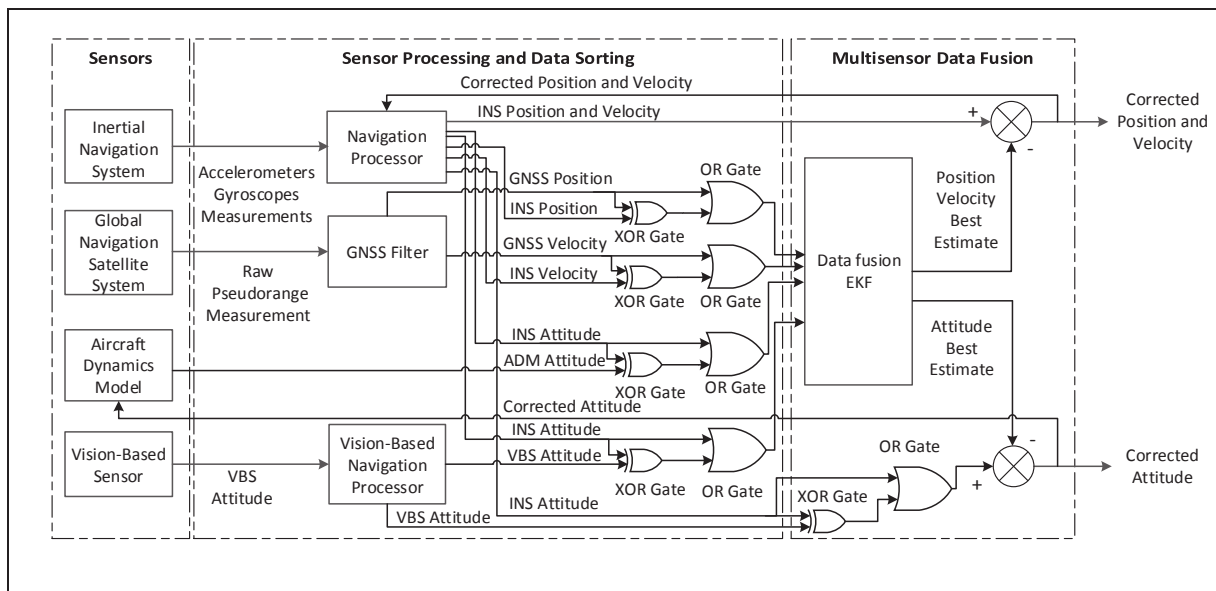 Sensors
Sensor Processing and Data Sorting
Multisensor Data Fusion
Corrected Position and Velocity
INS Position and Velocity
+
-
Corrected
Position and
Velocity
Inertial
Navigation
System
Navigation
Processor
Accelerometers
Gyroscopes
Measurements
GNSS Position
INS Position
XOR Gate
OR Gate
Position
Velocity
Best
Estimate
Global
Navigation
Satellite
System
GNSS Filter
Raw
Pseudorange
Measurement
GNSS Velocity
INS Velocity
XOR Gate
OR Gate
Data fusion
EKF
Aircraft
Dynamics
Model
INS Attitude
ADM Attitude
XOR Gate
OR Gate
Attitude
Best
Estimate
Corrected Attitude
Vision-Based
Sensor
VBS
Attitude
Vision-Based
Navigation
Processor
INS Attitude
VBS Attitude
XOR Gate
OR Gate
INS Attitude
VBS Attitude
XOR Gate
OR Gate
+
-
Corrected
Attitude